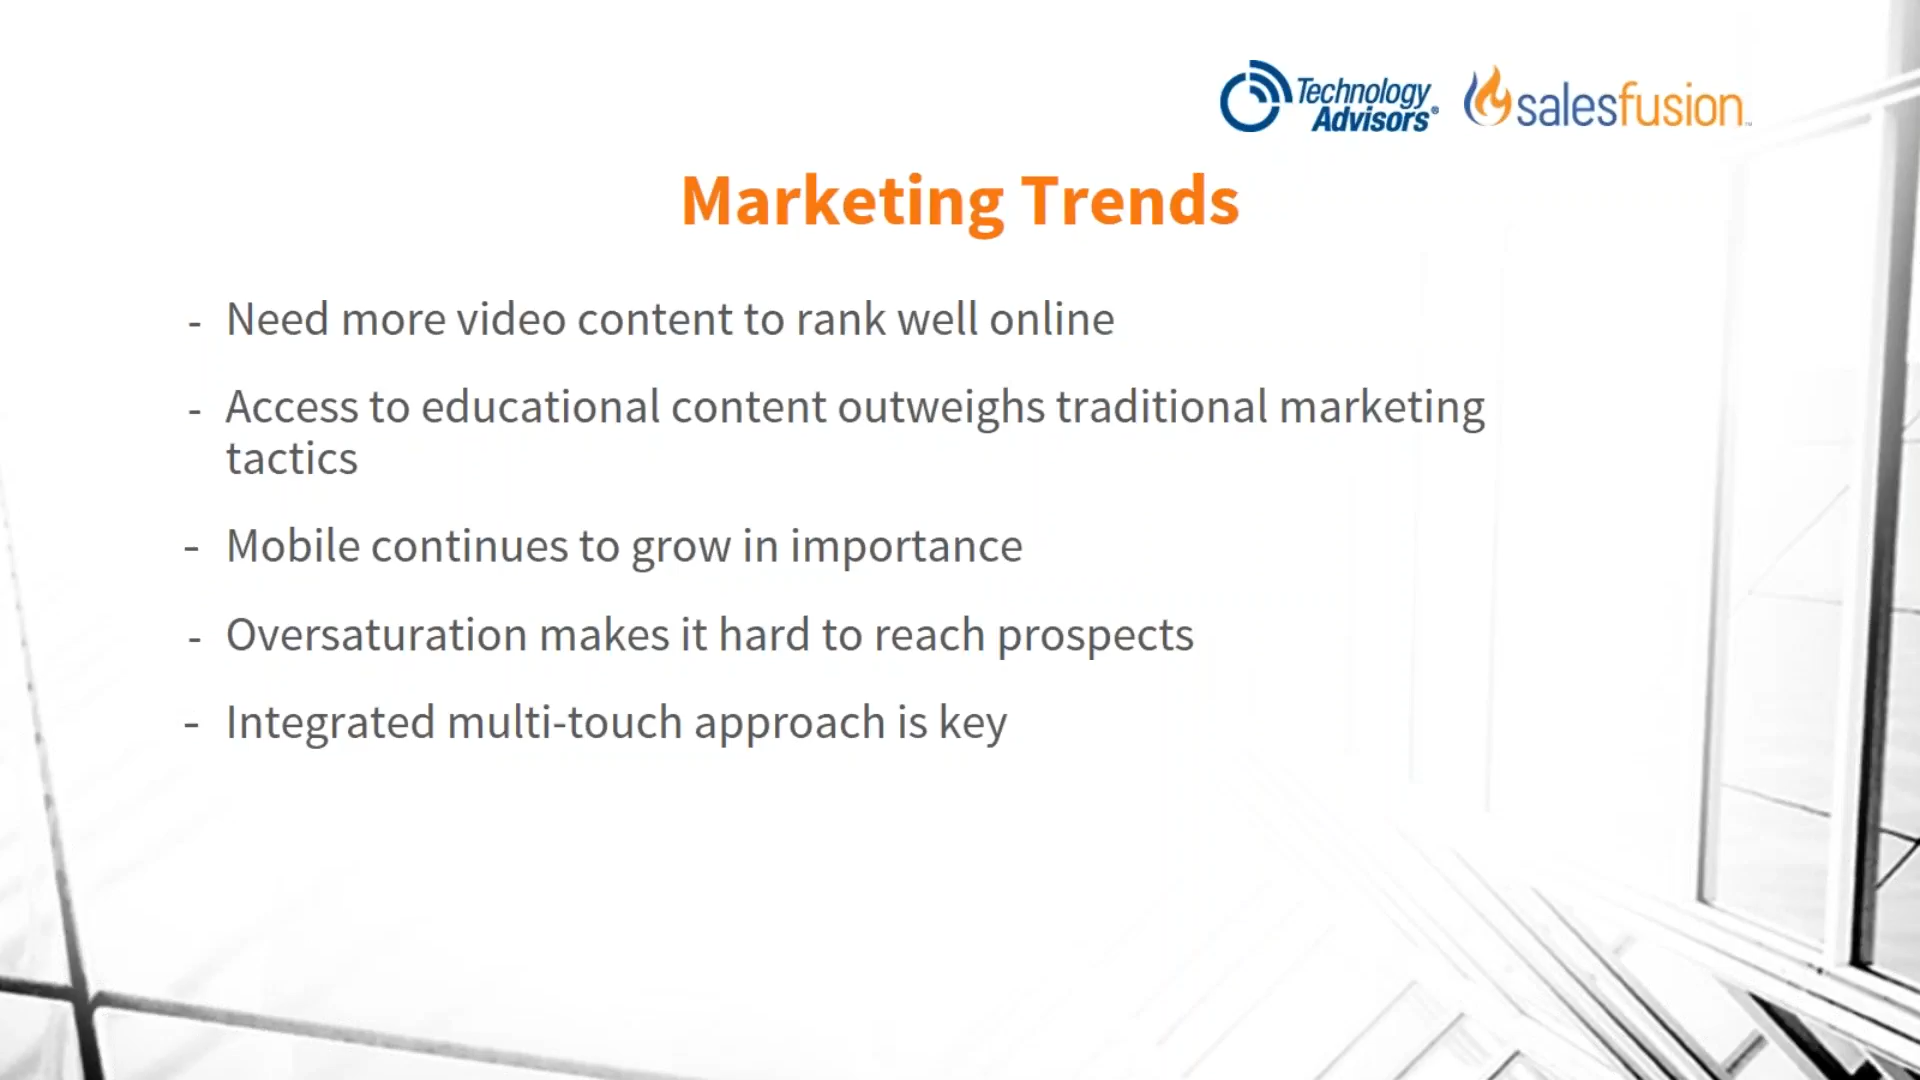 Technology
Advisors®
salesfusion™
Marketing Trends
- Need more video content to rank well online
- Access to educational content outweighs traditional marketing
tactics
- Mobile continues to grow in importance
- Oversaturation makes it hard to reach prospects
- Integrated multi-touch approach is key